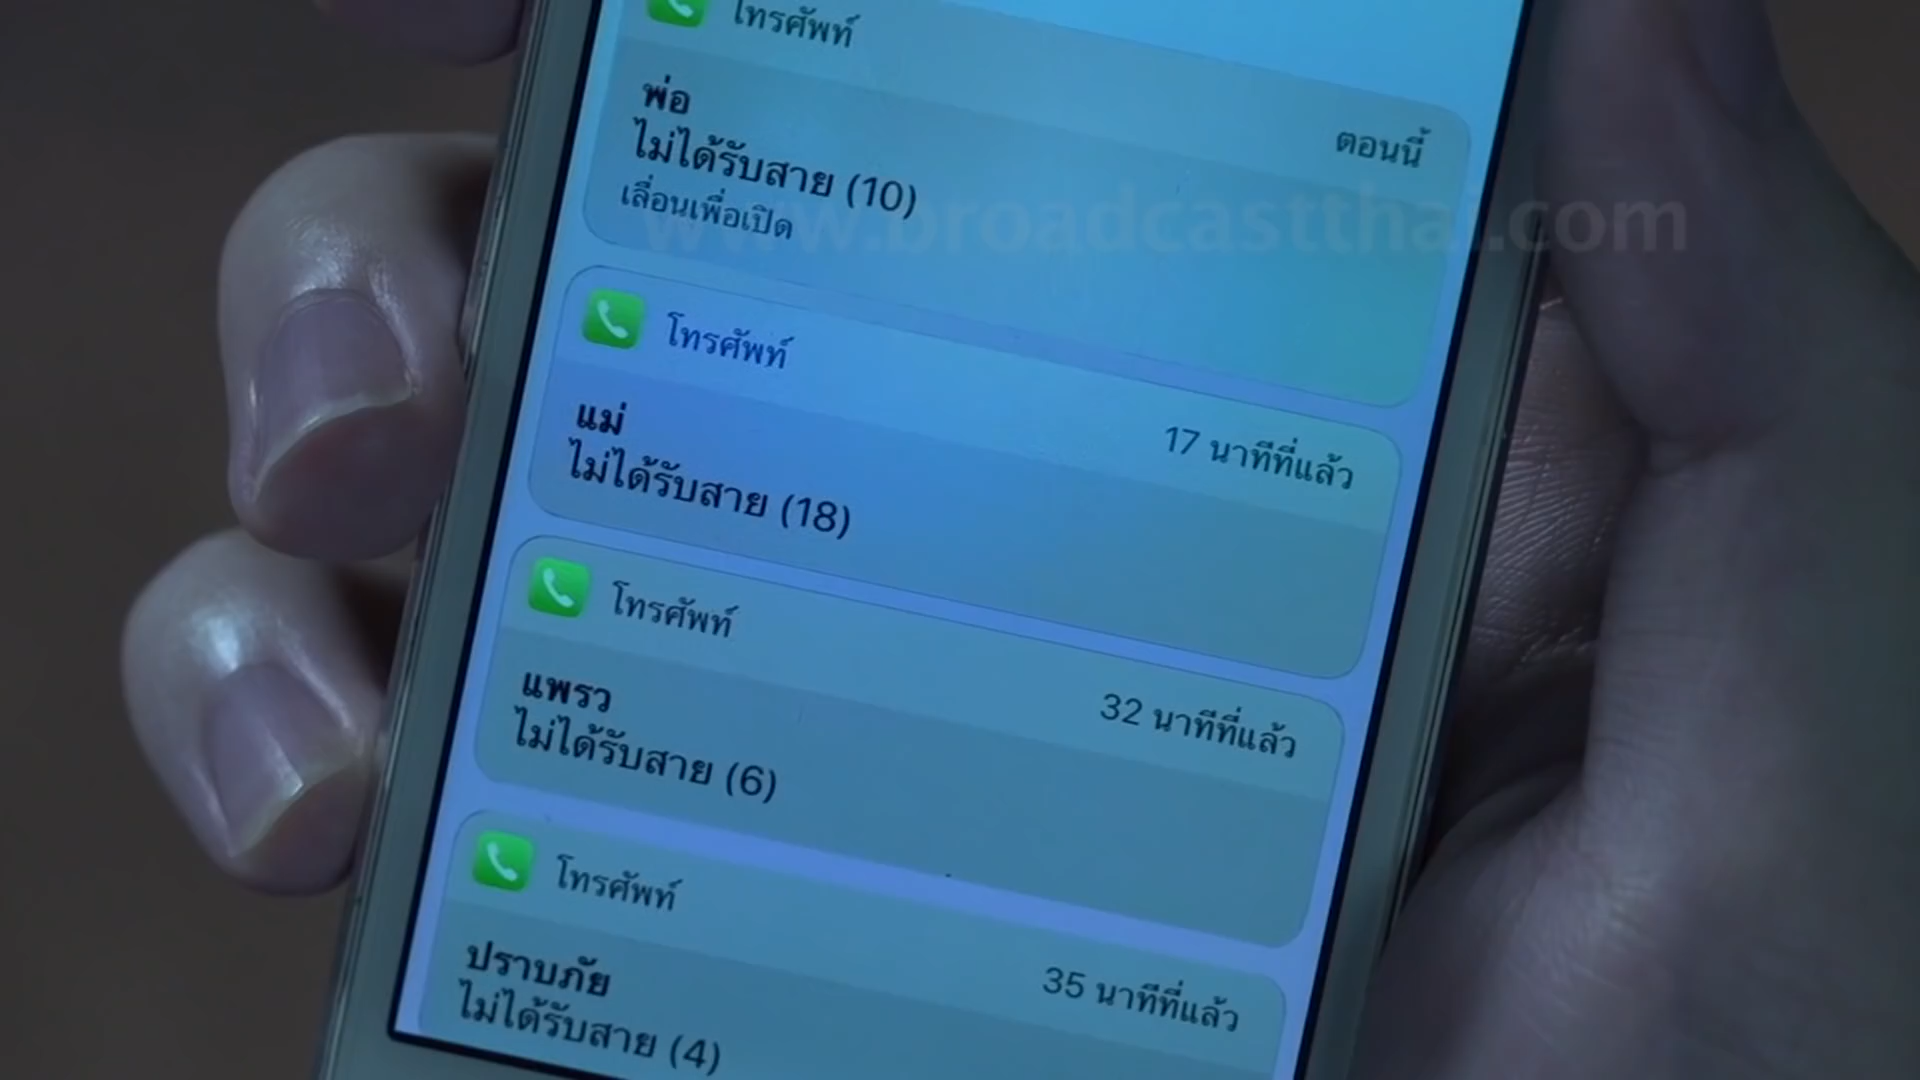 โทรศัพท์
ตอนนี้
พ่อ
ไม่ได้รับสาย (10)
เลื่อนเพื่อเปิด
www.broadcastthai.com
โทรศัพท์
17 นาทีที่แล้ว
แม่
ไม่ได้รับสาย (18)
โทรศัพท์
32 นาทีที่แล้ว
แพรว
ไม่ได้รับสาย (6)
โทรศัพท์
35 นาทีที่แล้ว
ปราบภัย
ไม่ได้รับสาย (4)